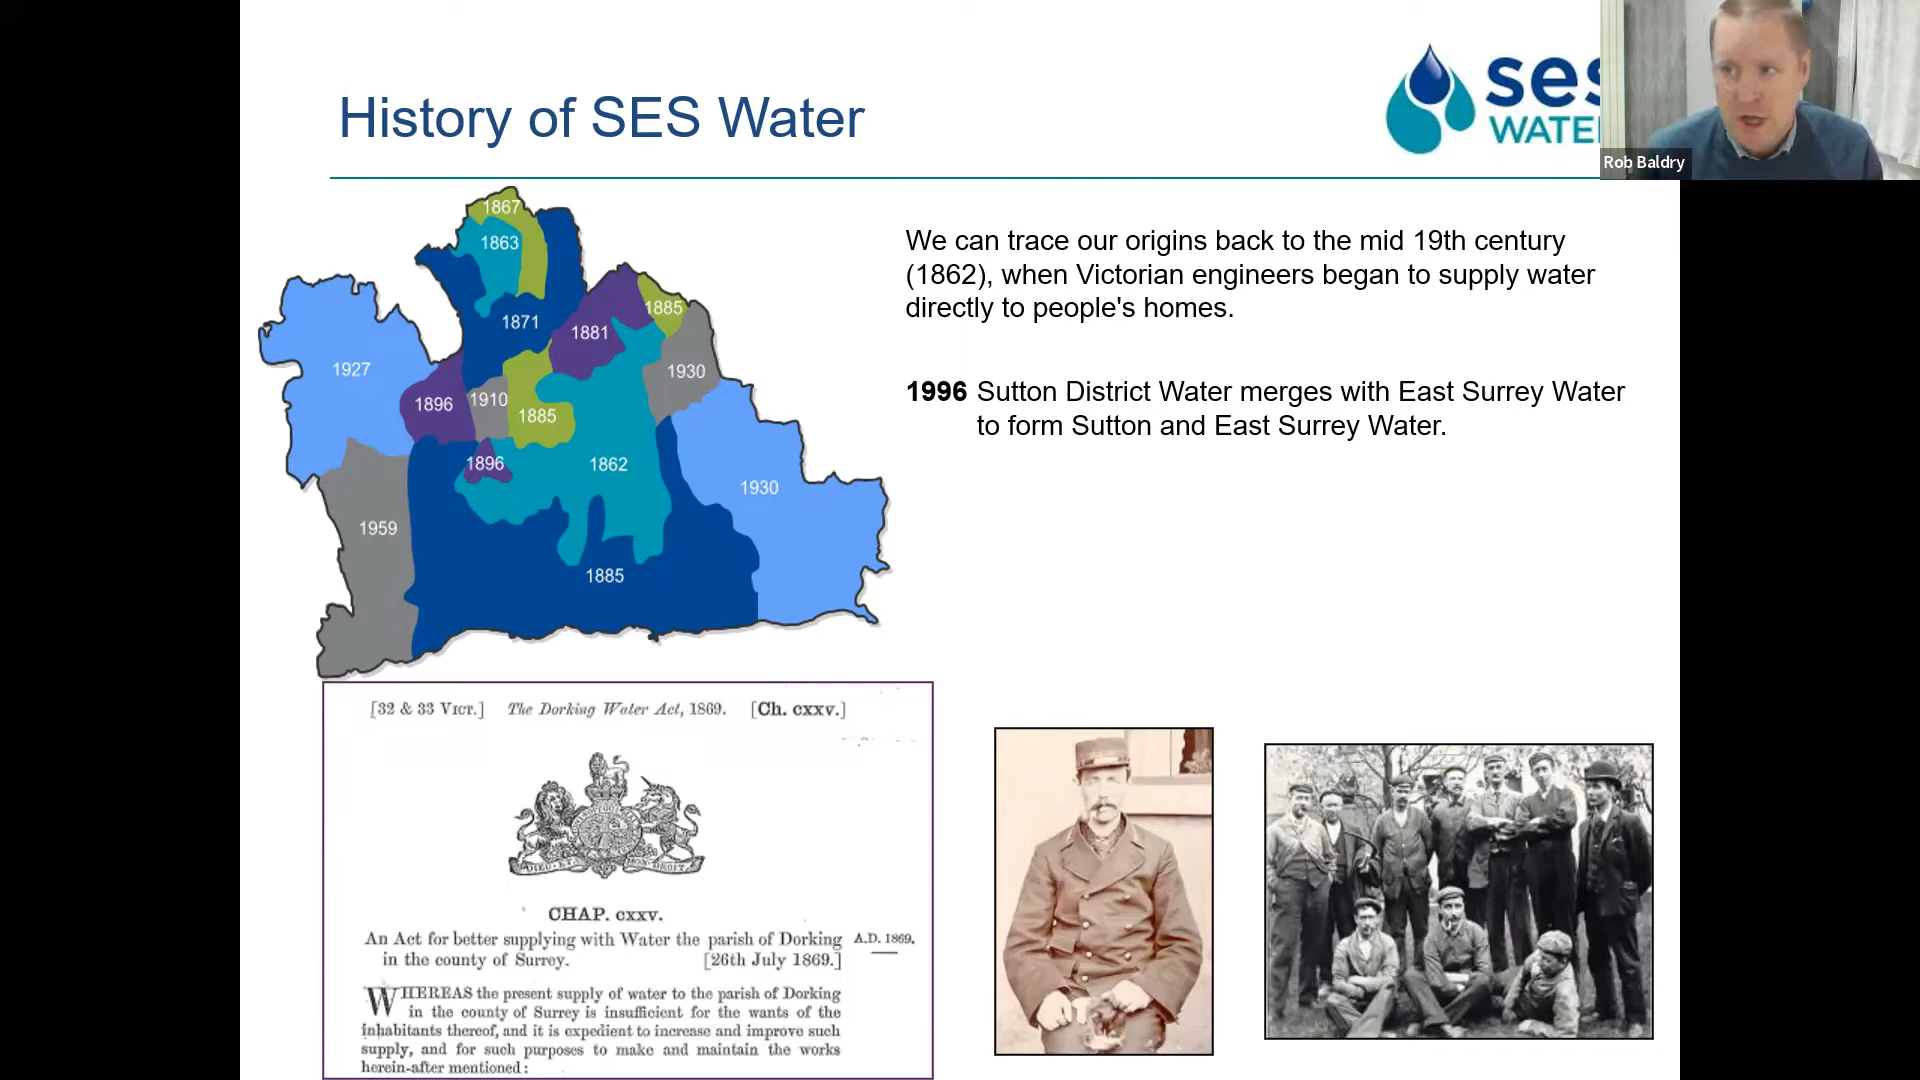 History of SES Water
ses
WATE
Rob Baldry
We can trace our origins back to the mid 19th century
(1862), when Victorian engineers began to supply water
directly to people's homes.
1996 Sutton District Water merges with East Surrey Water
to form Sutton and East Surrey Water.
1867
1863
1871
1881
1885
1927
1930
1896
1910
1885
1896
1862
1930
1959
1885
[32 & 33 VICT.] The Dorking Water Act, 1869. [Ch. cxxv.]
DIEU ET MON DROIT
CHAP. cxxv.
An Act for better supplying with Water the parish of Dorking
in the county of Surrey. [26th July 1869.]
A.D. 1869.
WHEREAS the present supply of water to the parish of Dorking
in the county of Surrey is insufficient for the wants of the
inhabitants thereof, and it is expedient to increase and improve such
supply, and for such purposes to make and maintain the works
herein-after mentioned: